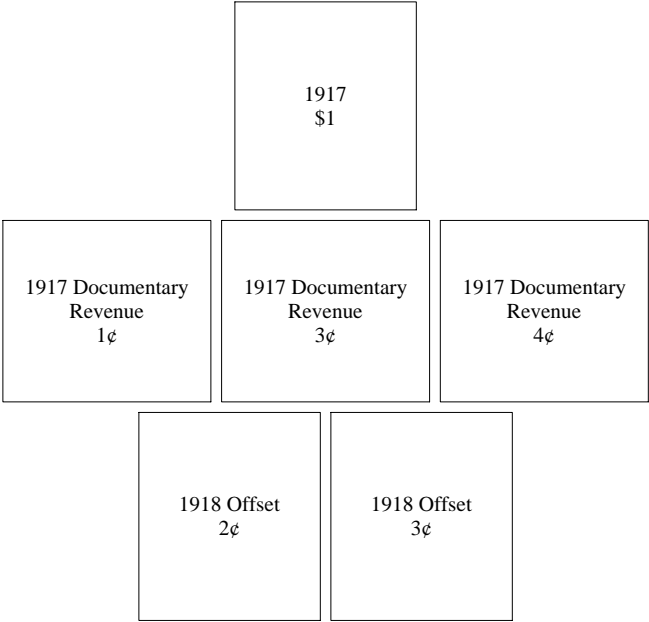 1917
$1
1917 Documentary
Revenue
1¢
1917 Documentary
Revenue
3¢
1917 Documentary
Revenue
4¢
1918 Offset
2¢
1918 Offset
3¢